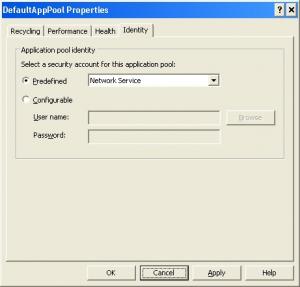 DefaultAppPool Properties
Recycling Performance Health Identity
Application pool identity
Select a security account for this application pool:
Predefined Network Service
Configurable
User name: Browse
Password:
OK Cancel Apply Help